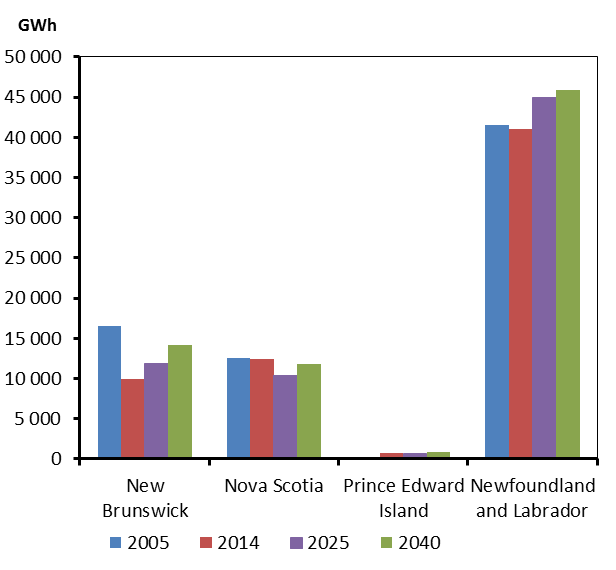 GWh
50 000
45 000
40 000
35 000
30 000
25 000
20 000
15 000
10 000
5 000
0
New Brunswick
Nova Scotia
Prince Edward Island
Newfoundland and Labrador
2005 2014 2025 2040